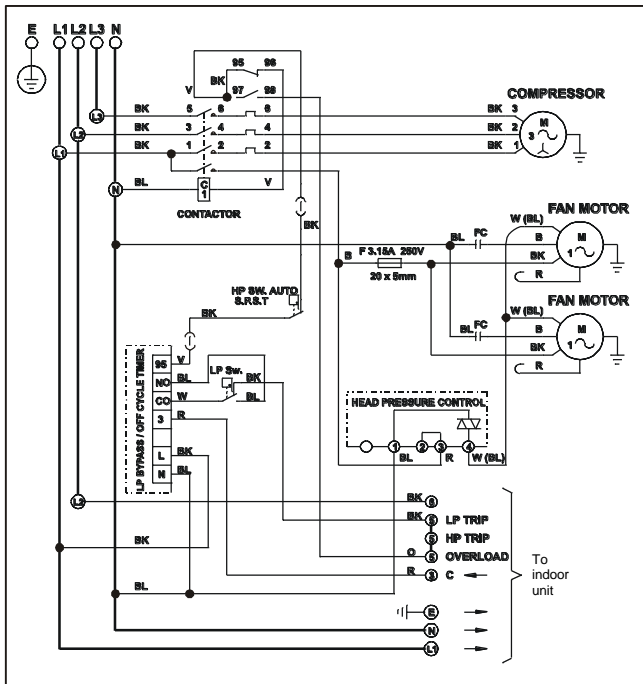 E L1 L2 L3 N
95 96
BK
V
97 98
L3 BK 5 6 6 BK 3
COMPRESSOR
L2 BK 3 4 4 BK 2
M
3
L1 BK 1 2 2 BK 1
N BL C 1 V
CONTACTOR
BK
FAN MOTOR
W (BL)
BL FC B
M
1
BK
R
B F 3.15A 250V
20 x 5mm
HP SW. AUTO
S.P.S.T
BK
FAN MOTOR
W (BL)
BL FC B
M
1
BK
R
LP BYPASS / OFF CYCLE TIMER
95 V
NO BL
CO W
3 R
L BK
N BL
LP Sw.
BK
BL
HEAD PRESSURE CONTROL
1 2 3 4
BL R W (BL)
L2 BK 6
BK 5 LP TRIP
5 HP TRIP
BK
O 5 OVERLOAD
R 3 C
BL
To
indoor
unit
E
N
L1